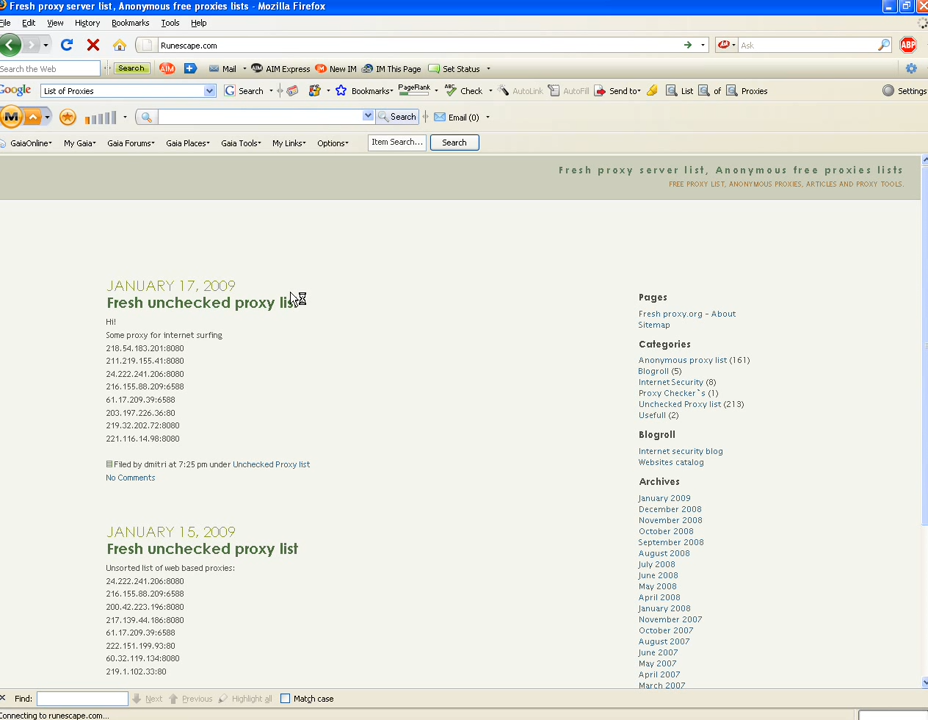 Fresh proxy server list, Anonymous free proxies lists - Mozilla Firefox
File Edit View History Bookmarks Tools Help
Runescape.com Ask ABP
Search the Web Search AIM Mail AIM Express New IM IM This Page Set Status
Google List of Proxies Search Bookmarks PageRank Check AutoLink AutoFill Send to List of Proxies Settings
M Search Email (0)
GaiaOnline My Gaia Gaia Forums Gaia Places Gaia Tools My Links Options Item Search... Search
Fresh proxy server list, Anonymous free proxies lists
FREE PROXY LIST, ANONYMOUS PROXIES, ARTICLES AND PROXY TOOLS.
JANUARY 17, 2009
Fresh unchecked proxy list
Hi!
Some proxy for internet surfing
218.54.183.201:8080
211.219.155.41:8080
24.222.241.206:8080
216.155.88.209:6588
61.17.209.39:6588
203.197.226.36:80
219.32.202.72:8080
221.116.14.98:8080
Filed by dmitri at 7:25 pm under Unchecked Proxy list
No Comments
JANUARY 15, 2009
Fresh unchecked proxy list
Unsorted list of web based proxies:
24.222.241.206:8080
216.155.88.209:6588
200.42.223.196:8080
217.139.44.186:8080
61.17.209.39:6588
222.151.199.93:80
60.32.119.134:8080
219.1.102.33:80
Pages
Fresh proxy.org - About
Sitemap
Categories
Anonymous proxy list (161)
Blogroll (5)
Internet Security (8)
Proxy Checker`s (1)
Unchecked Proxy list (213)
Usefull (2)
Blogroll
Internet security blog
Websites catalog
Archives
January 2009
December 2008
November 2008
October 2008
September 2008
August 2008
July 2008
June 2008
May 2008
April 2008
January 2008
November 2007
October 2007
August 2007
June 2007
May 2007
April 2007
March 2007
Find: Next Previous Highlight all Match case
Connecting to runescape.com...